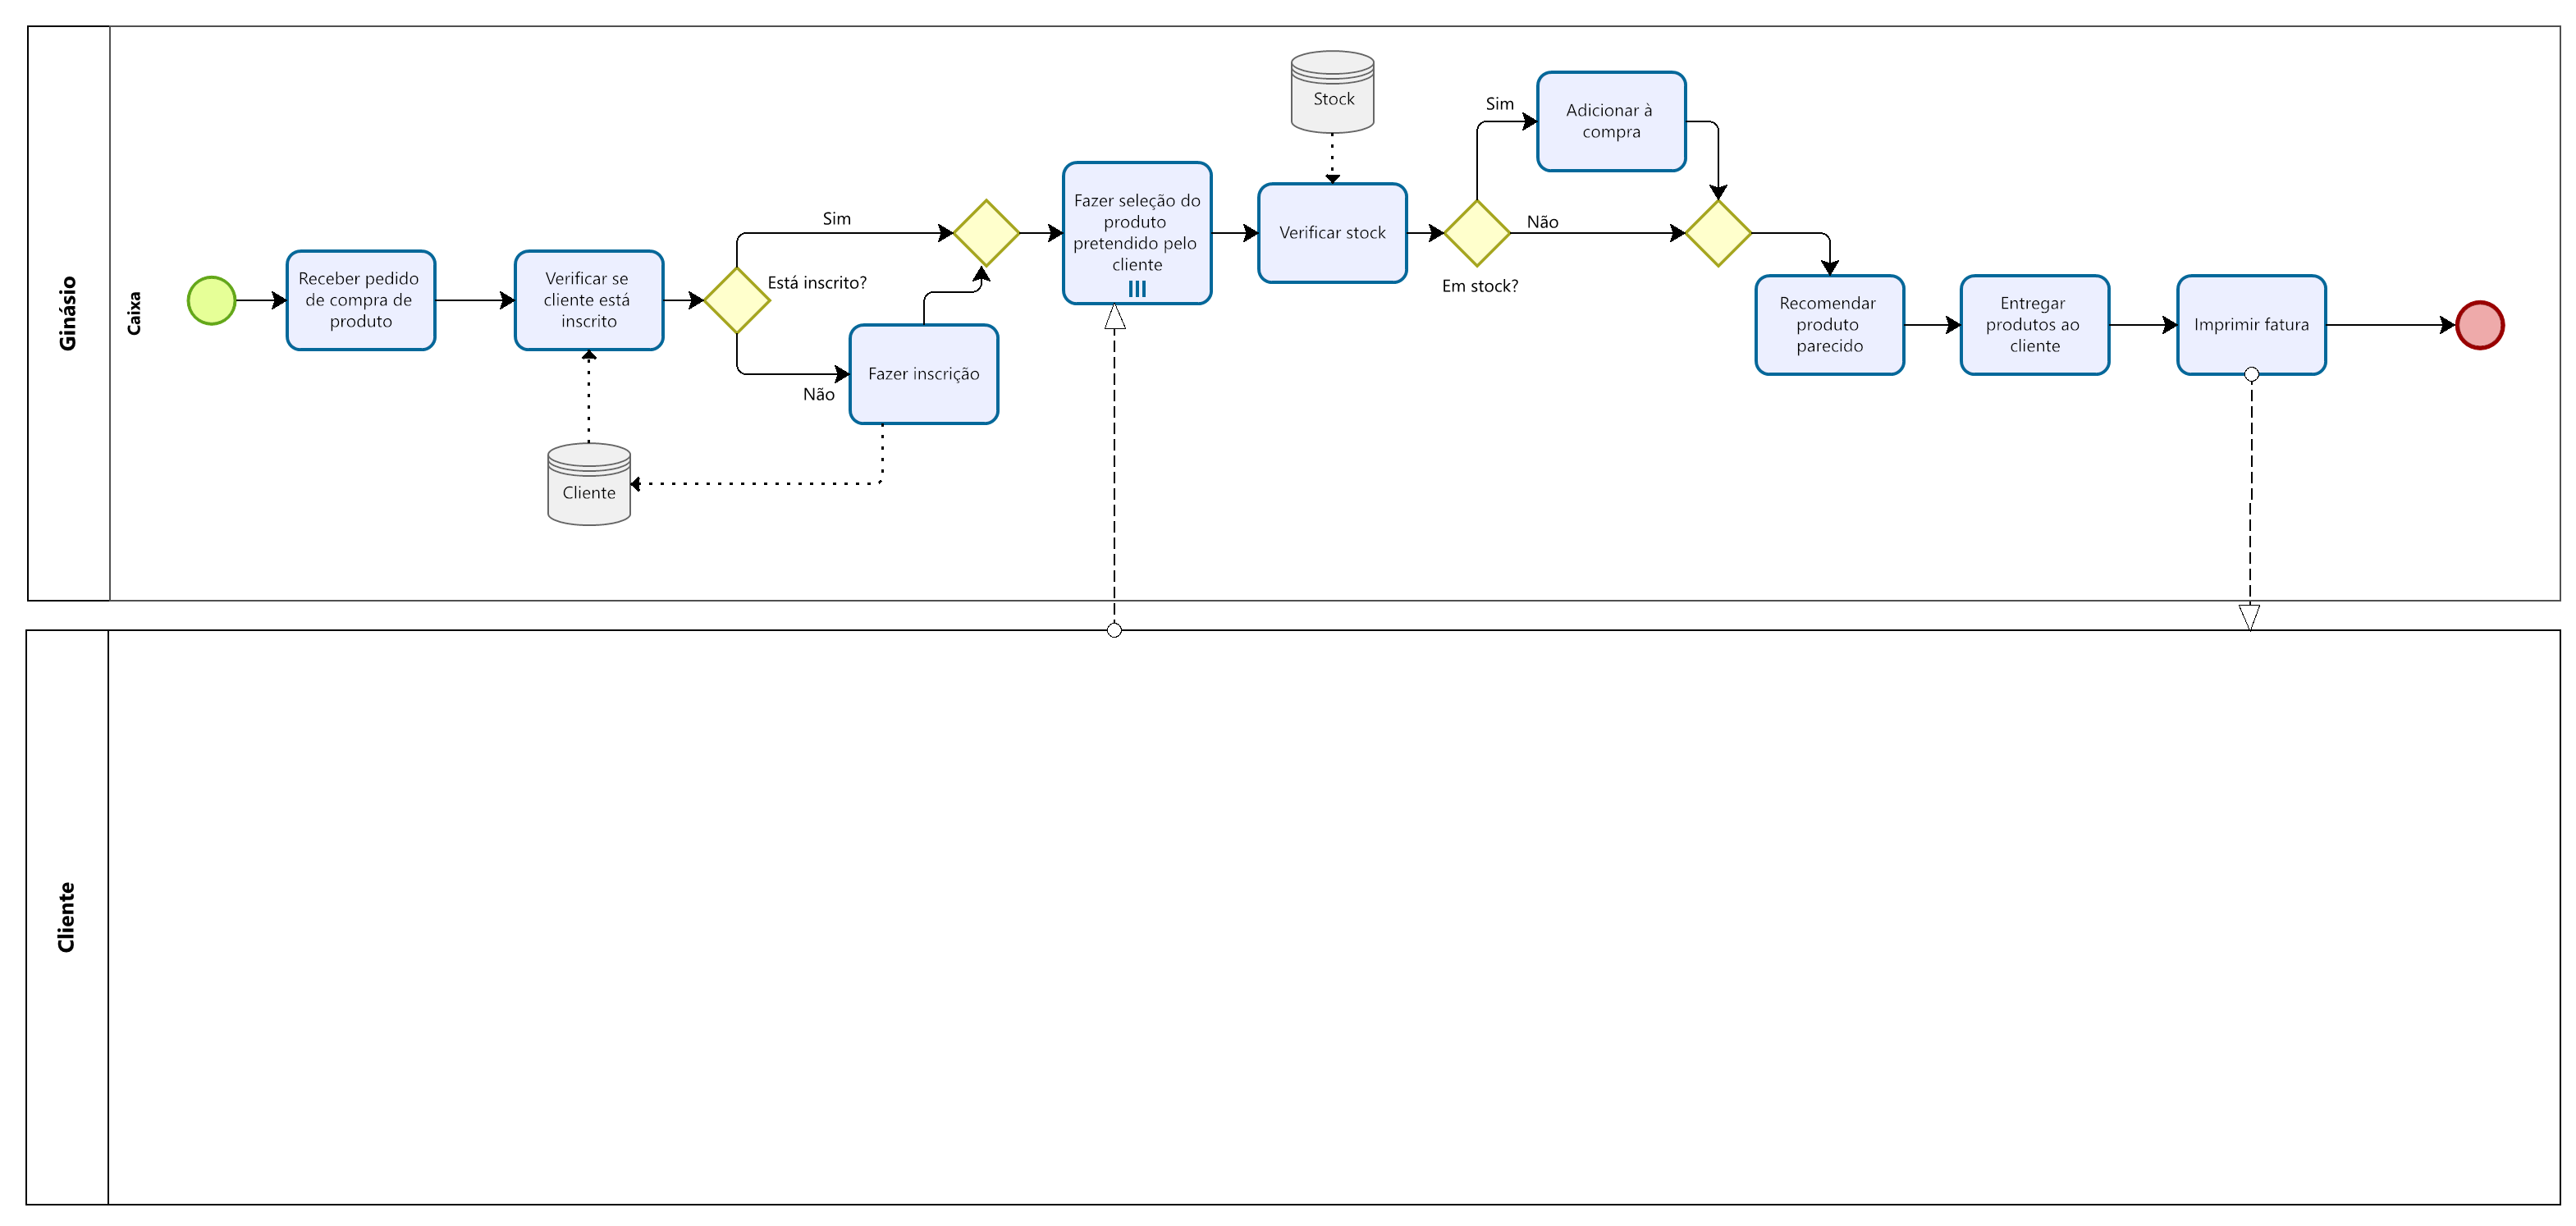 Ginásio
Caixa
Receber pedido
de compra de
produto
Verificar se
cliente está
inscrito
Cliente
Está inscrito?
Sim
Não
Fazer inscrição
Fazer seleção do
produto
pretendido pelo
cliente
Stock
Verificar stock
Em stock?
Sim
Não
Adicionar à
compra
Recomendar
produto
parecido
Entregar
produtos ao
cliente
Imprimir fatura
Cliente